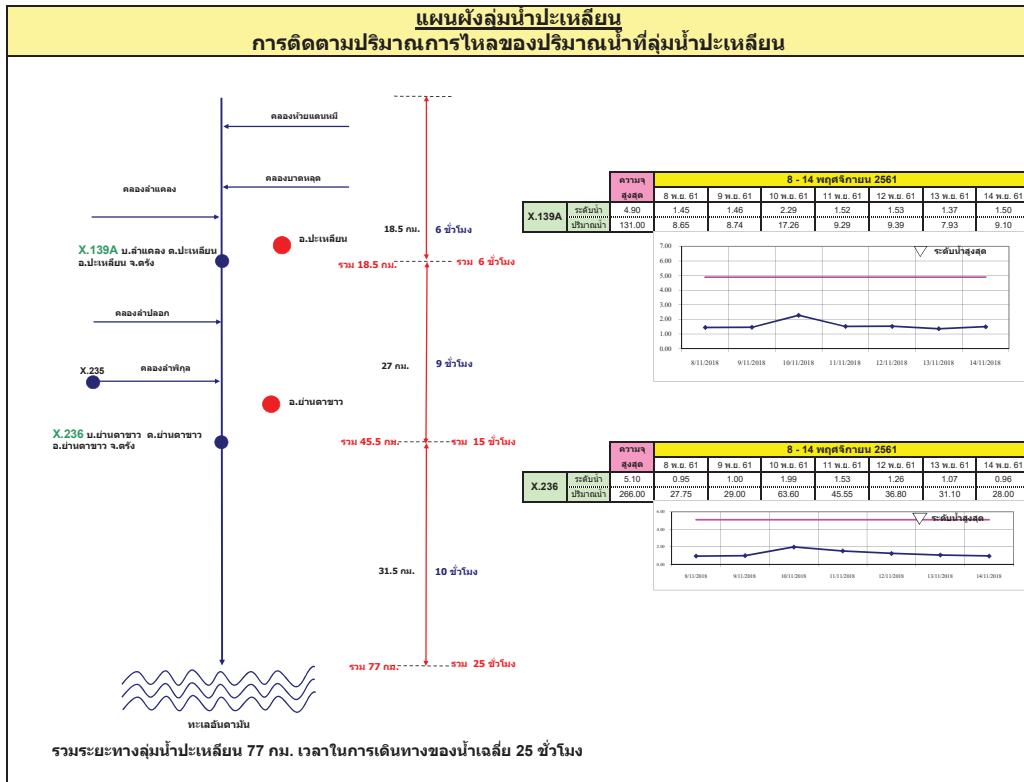 แผนผังลุ่มน้ำปะเหลียน
การติดตามปริมาณการไหลของปริมาณน้ำที่ลุ่มน้ำปะเหลียน
คลองห้วยแดนหมี
คลองบาดหลุด
คลองลำแคลง
18.5 กม.
6 ชั่วโมง
อ.ปะเหลียน
X.139A บ.ลำแคลง ต.ปะเหลียน
อ.ปะเหลียน จ.ตรัง
รวม 18.5 กม.
รวม 6 ชั่วโมง
คลองลำปลอก
X.235
คลองลำพิกุล
27 กม.
9 ชั่วโมง
อ.ย่านตาขาว
X.236 บ.ย่านตาขาว ต.ย่านตาขาว
อ.ย่านตาขาว จ.ตรัง
รวม 45.5 กม.
รวม 15 ชั่วโมง
31.5 กม.
10 ชั่วโมง
รวม 77 กม.
รวม 25 ชั่วโมง
ทะเลอันดามัน
รวมระยะทางลุ่มน้ำปะเหลียน 77 กม. เวลาในการเดินทางของน้ำเฉลี่ย 25 ชั่วโมง
ความจุ 8 - 14 พฤศจิกายน 2561
สูงสุด 8 พ.ย. 61 9 พ.ย. 61 10 พ.ย. 61 11 พ.ย. 61 12 พ.ย. 61 13 พ.ย. 61 14 พ.ย. 61
X.139A
ระดับน้ำ 4.90 1.45 1.46 2.29 1.52 1.53 1.37 1.50
ปริมาณน้ำ 131.00 8.65 8.74 17.26 9.29 9.39 7.93 9.10
ระดับน้ำสูงสุด
7.00
6.00
5.00
4.00
3.00
2.00
1.00
0.00
8/11/2018 9/11/2018 10/11/2018 11/11/2018 12/11/2018 13/11/2018 14/11/2018
ความจุ 8 - 14 พฤศจิกายน 2561
สูงสุด 8 พ.ย. 61 9 พ.ย. 61 10 พ.ย. 61 11 พ.ย. 61 12 พ.ย. 61 13 พ.ย. 61 14 พ.ย. 61
X.236
ระดับน้ำ 5.10 0.95 1.00 1.99 1.53 1.26 1.07 0.96
ปริมาณน้ำ 266.00 27.75 29.00 63.60 45.55 36.80 31.10 28.00
ระดับน้ำสูงสุด
6.00
4.00
2.00
0.00
8/11/2018 9/11/2018 10/11/2018 11/11/2018 12/11/2018 13/11/2018 14/11/2018